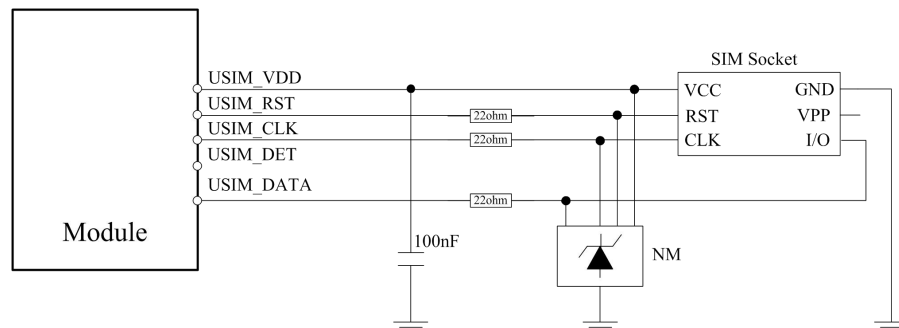 SIM Socket
USIM_VDD
VCC
GND
USIM_RST
22ohm
RST
VPP
USIM_CLK
22ohm
CLK
I/O
USIM_DET
USIM_DATA
22ohm
Module
100nF
NM